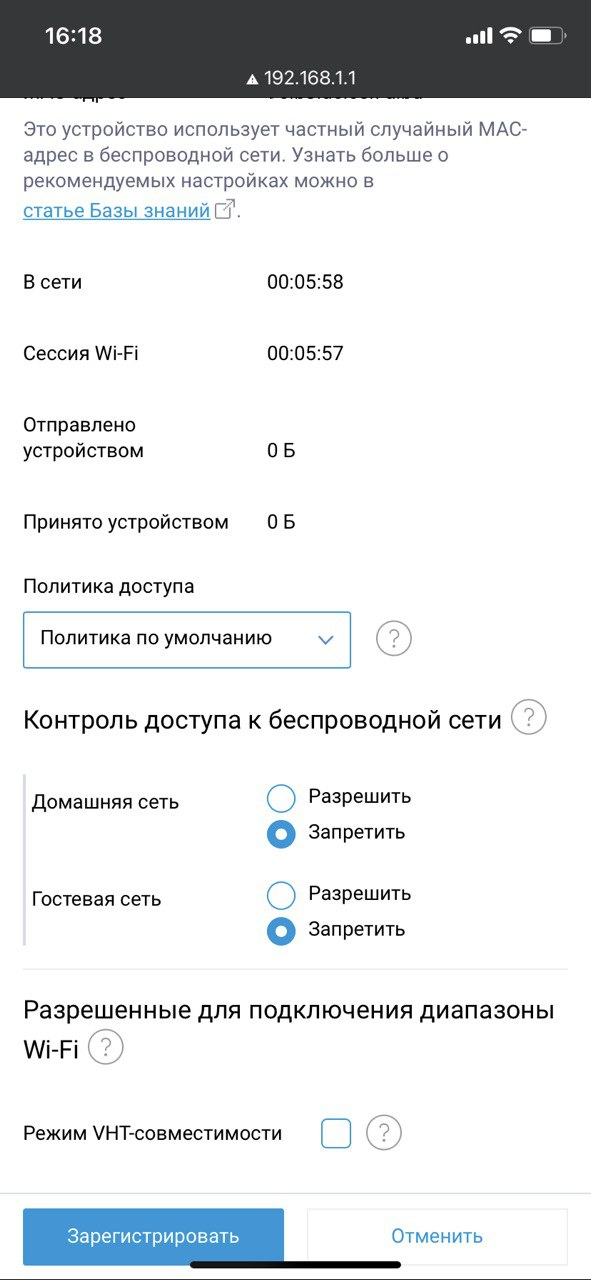 16:18
192.168.1.1
Это устройство использует частный случайный MAC-
адрес в беспроводной сети. Узнать больше о
рекомендуемых настройках можно в
статье Базы знаний.
В сети 00:05:58
Сессия Wi-Fi 00:05:57
Отправлено
устройством 0 Б
Принято устройством 0 Б
Политика доступа
Политика по умолчанию ?
Контроль доступа к беспроводной сети ?
Домашняя сеть Разрешить
Запретить
Гостевая сеть Разрешить
Запретить
Разрешенные для подключения диапазоны
Wi-Fi ?
Режим VHT-совместимости ?
Зарегистрировать Отменить